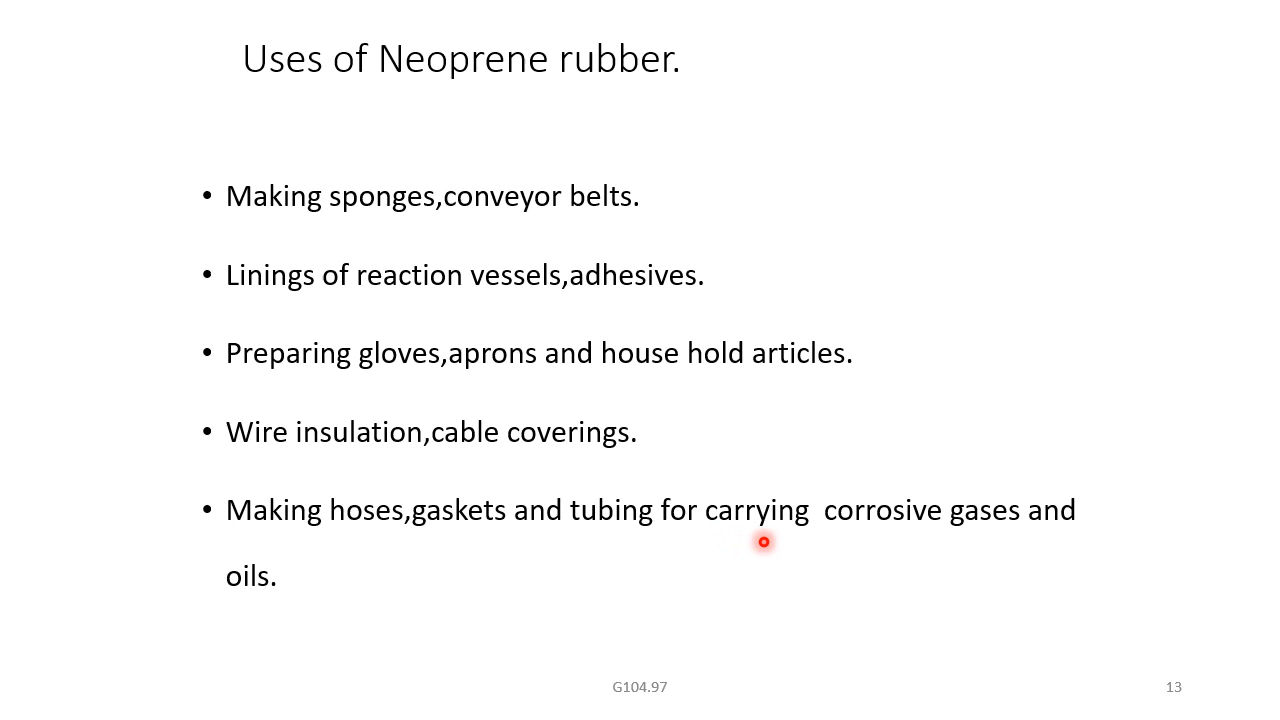 Uses of Neoprene rubber.
• Making sponges,conveyor belts.
• Linings of reaction vessels,adhesives.
• Preparing gloves,aprons and house hold articles.
• Wire insulation,cable coverings.
• Making hoses,gaskets and tubing for carrying  corrosive gases and
oils.
G104.97
13